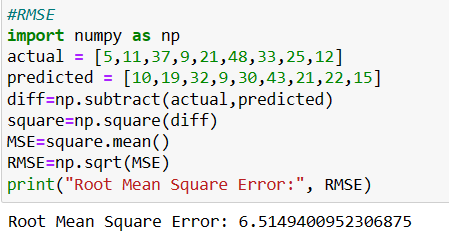 #RMSE
import numpy as np
actual = [5,11,37,9,21,48,33,25,12]
predicted = [10,19,32,9,30,43,21,22,15]
diff=np.subtract(actual,predicted)
square=np.square(diff)
MSE=square.mean()
RMSE=np.sqrt(MSE)
print("Root Mean Square Error:", RMSE)
Root Mean Square Error: 6.5149400952306875